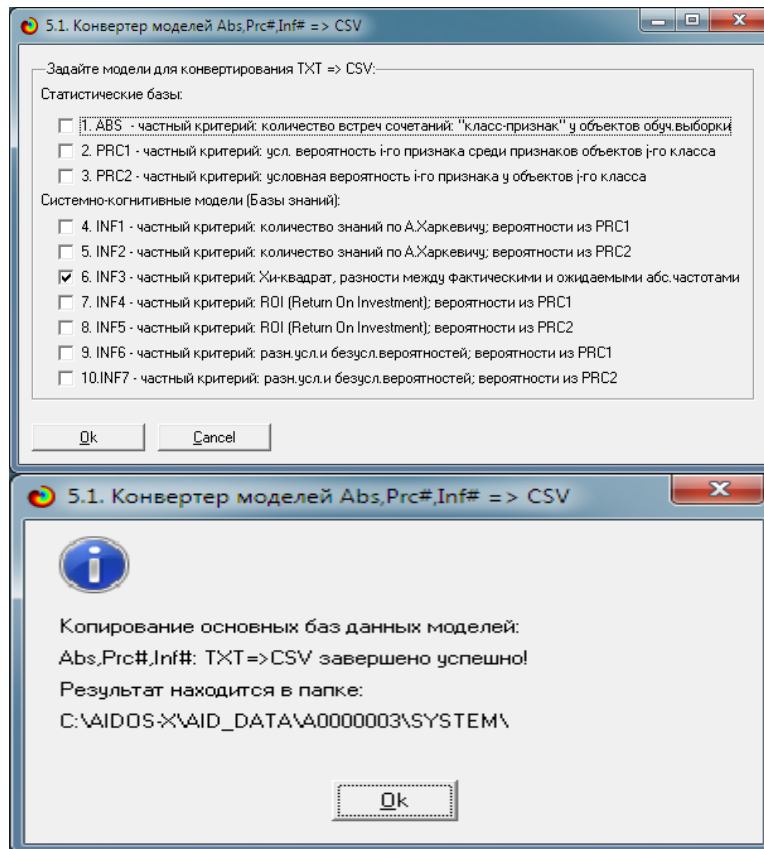 5.1. Конвертер моделей Abs,Prc#,Inf# => CSV
Задайте модели для конвертирования TXT => CSV:
Статистические базы:
1. ABS - частный критерий: количество встреч сочетаний: "класс-признак" у объектов обуч.выборки
2. PRC1 - частный критерий: усл. вероятность i-го признака среди признаков объектов j-го класса
3. PRC2 - частный критерий: условная вероятность i-го признака у объектов j-го класса
Системно-когнитивные модели (Базы знаний):
4. INF1 - частный критерий: количество знаний по А.Харкевичу; вероятности из PRC1
5. INF2 - частный критерий: количество знаний по А.Харкевичу; вероятности из PRC2
6. INF3 - частный критерий: Хи-квадрат, разности между фактическими и ожидаемыми абс.частотами
7. INF4 - частный критерий: ROI (Return On Investment); вероятности из PRC1
8. INF5 - частный критерий: ROI (Return On Investment); вероятности из PRC2
9. INF6 - частный критерий: разн.усл.и безусл.вероятностей; вероятности из PRC1
10.INF7 - частный критерий: разн.усл.и безусл.вероятностей; вероятности из PRC2
Ok Cancel
5.1. Конвертер моделей Abs,Prc#,Inf# => CSV
Копирование основных баз данных моделей:
Abs,Prc#,Inf#: TXT=>CSV завершено успешно!
Результат находится в папке:
C:\AIDOS-X\AID_DATA\A0000003\SYSTEM\
Ok